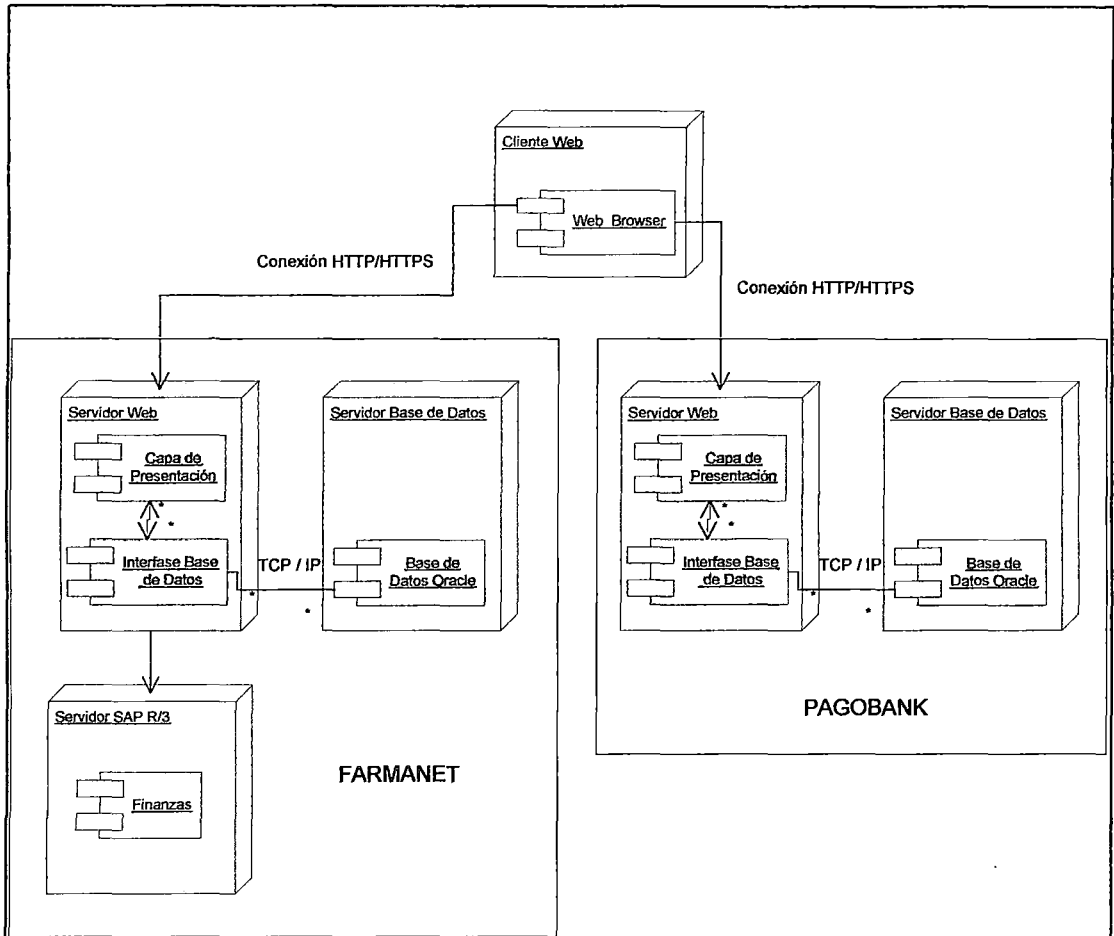 Cliente Web
Web Browser
Conexión HTTP/HTTPS
Conexión HTTP/HTTPS
Servidor Web
Capa de
Presentación
*
*
Interfase Base
de Datos
TCP / IP
*
*
Servidor Base de Datos
Base de
Datos Oracle
Servidor SAP R/3
Finanzas
FARMANET
Servidor Web
Capa de
Presentación
*
*
Interfase Base
de Datos
TCP / IP
*
*
Servidor Base de Datos
Base de
Datos Oracle
PAGOBANK